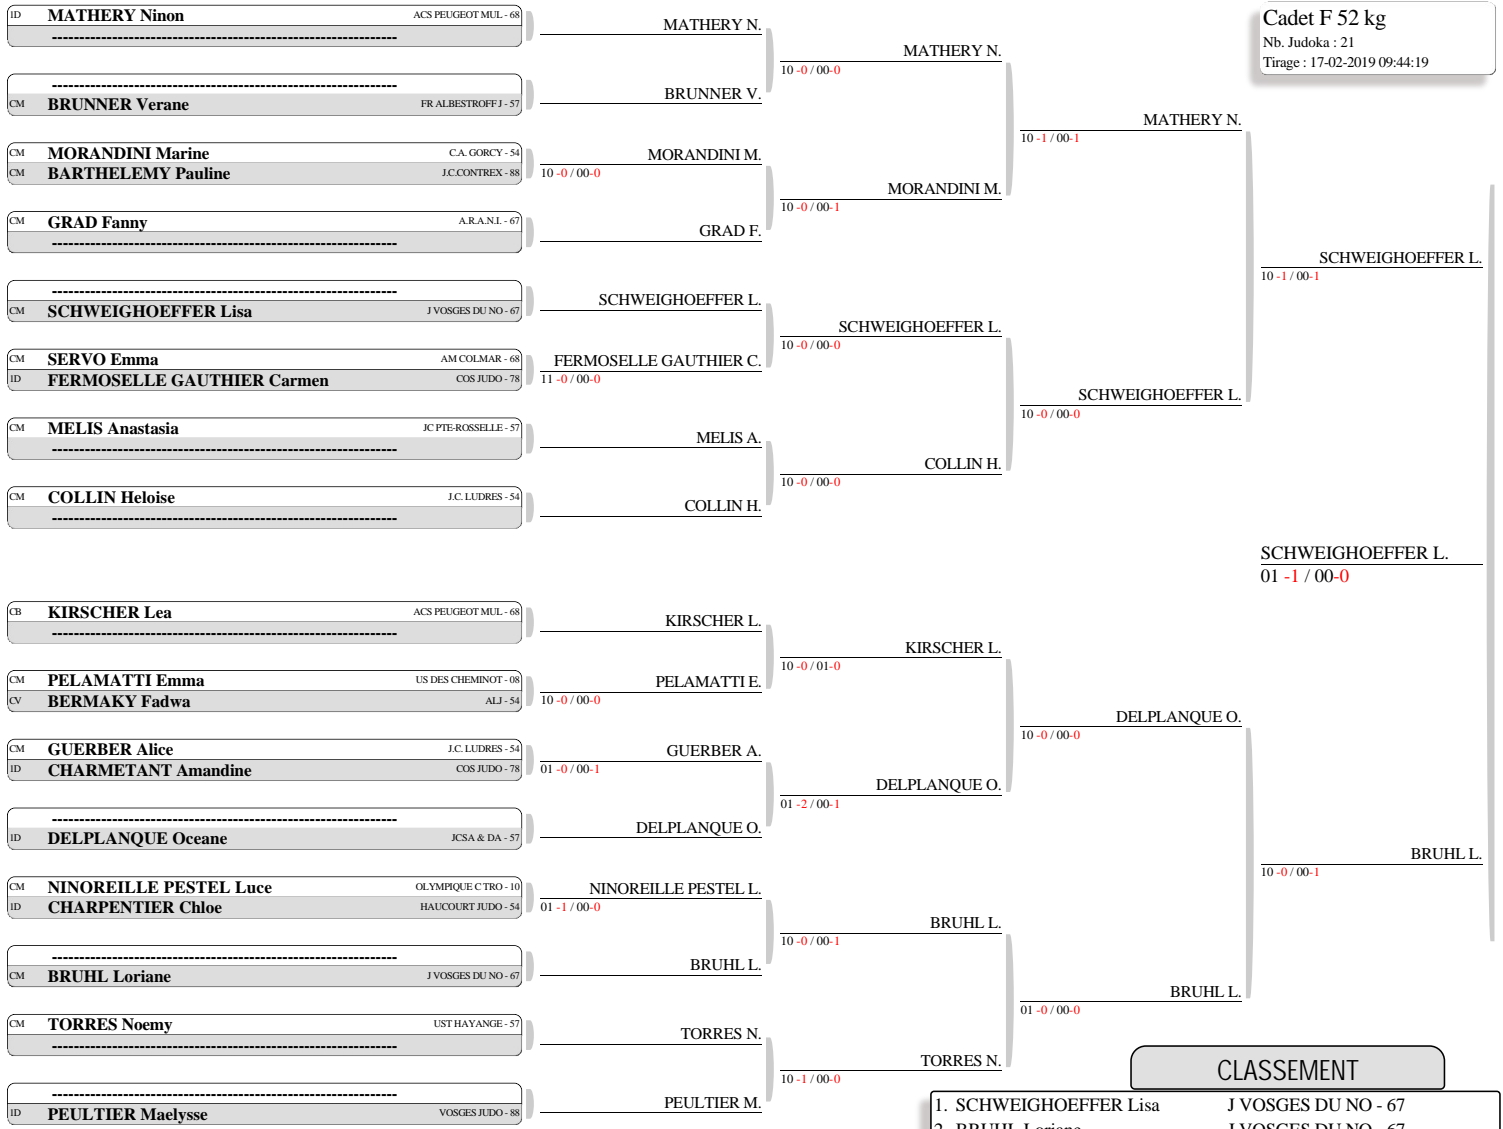 Cadet F 52 kg
Nb. Judoka : 21
Tirage : 17-02-2019 09:44:19
1D MATHERY Ninon ACS PEUGEOT MUL - 68
------------------------------------------------------------------
------------------------------------------------------------------
CM BRUNNER Verane FR ALBESTROFF J - 57
CM MORANDINI Marine C.A. GORCY - 54
CM BARTHELEMY Pauline J.C.CONTREX - 88
CM GRAD Fanny A.R.A.N.I. - 67
------------------------------------------------------------------
------------------------------------------------------------------
CM SCHWEIGHOEFFER Lisa J VOSGES DU NO - 67
CM SERVO Emma AM COLMAR - 68
1D FERMOSELLE GAUTHIER Carmen COS JUDO - 78
CM MELIS Anastasia JC PTE-ROSSELLE - 57
------------------------------------------------------------------
CM COLLIN Heloise J.C. LUDRES - 54
------------------------------------------------------------------
CB KIRSCHER Lea ACS PEUGEOT MUL - 68
------------------------------------------------------------------
CM PELAMATTI Emma US DES CHEMINOT - 08
CV BERMAKY Fadwa ALJ - 54
CM GUERBER Alice J.C. LUDRES - 54
1D CHARMETANT Amandine COS JUDO - 78
------------------------------------------------------------------
1D DELPLANQUE Oceane JCSA & DA - 57
CM NINOREILLE PESTEL Luce OLYMPIQUE C TRO - 10
1D CHARPENTIER Chloe HAUCOURT JUDO - 54
------------------------------------------------------------------
CM BRUHL Loriane J VOSGES DU NO - 67
CM TORRES Noemy UST HAYANGE - 57
------------------------------------------------------------------
------------------------------------------------------------------
1D PEULTIER Maelysse VOSGES JUDO - 88
MATHERY N.
BRUNNER V.
MORANDINI M.
10 -0 / 00-0
GRAD F.
SCHWEIGHOEFFER L.
FERMOSELLE GAUTHIER C.
11 -0 / 00-0
MELIS A.
COLLIN H.
KIRSCHER L.
PELAMATTI E.
10 -0 / 00-0
GUERBER A.
01 -0 / 00-1
DELPLANQUE O.
NINOREILLE PESTEL L.
01 -1 / 00-0
BRUHL L.
TORRES N.
PEULTIER M.
MATHERY N.
10 -0 / 00-0
MORANDINI M.
10 -0 / 00-1
SCHWEIGHOEFFER L.
10 -0 / 00-0
COLLIN H.
10 -0 / 00-0
KIRSCHER L.
10 -0 / 01-0
DELPLANQUE O.
01 -2 / 00-1
BRUHL L.
10 -0 / 00-1
TORRES N.
10 -1 / 00-0
MATHERY N.
10 -1 / 00-1
SCHWEIGHOEFFER L.
10 -0 / 00-0
DELPLANQUE O.
10 -0 / 00-0
BRUHL L.
01 -0 / 00-0
SCHWEIGHOEFFER L.
10 -1 / 00-1
BRUHL L.
10 -0 / 00-1
SCHWEIGHOEFFER L.
01 -1 / 00-0
CLASSEMENT
1. SCHWEIGHOEFFER Lisa J VOSGES DU NO - 67
2. BRUHL Loriane J VOSGES DU NO - 67